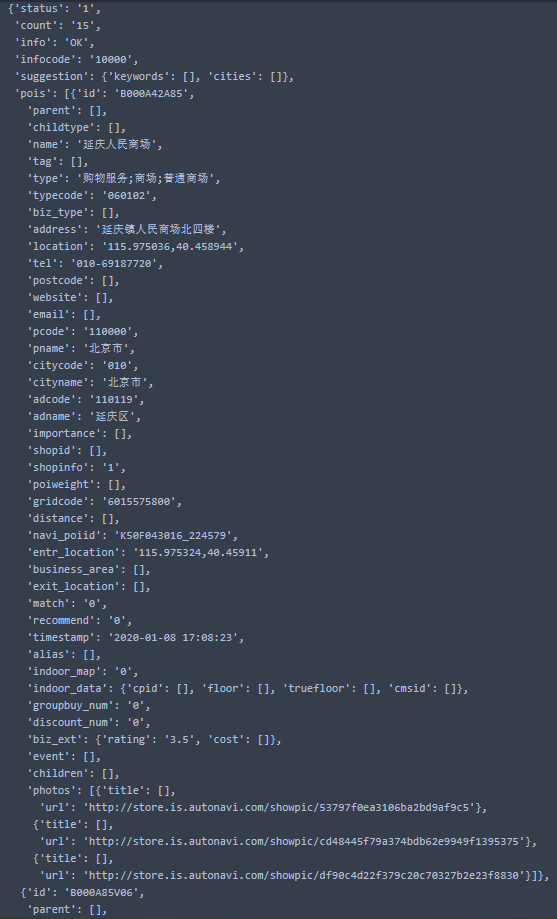 {'status': '1',
'count': '15',
'info': 'OK',
'infocode': '10000',
'suggestion': {'keywords': [], 'cities': []},
'pois': [{'id': 'B000A42A85',
'parent': [],
'childtype': [],
'name': '延庆人民商场',
'tag': [],
'type': '购物服务;商场;普通商场',
'typecode': '060102',
'biz_type': [],
'address': '延庆镇人民商场北四楼',
'location': '115.975036,40.458944',
'tel': '010-69187720',
'postcode': [],
'website': [],
'email': [],
'pcode': '110000',
'pname': '北京市',
'citycode': '010',
'cityname': '北京市',
'adcode': '110119',
'adname': '延庆区',
'importance': [],
'shopid': [],
'shopinfo': '1',
'poiweight': [],
'gridcode': '6015575800',
'distance': [],
'navi_poiid': 'K50F043016_224579',
'entr_location': '115.975324,40.45911',
'business_area': [],
'exit_location': [],
'match': '0',
'recommend': '0',
'timestamp': '2020-01-08 17:08:23',
'alias': [],
'indoor_map': '0',
'indoor_data': {'cpid': [], 'floor': [], 'truefloor': [], 'cmsid': []},
'groupbuy_num': '0',
'discount_num': '0',
'biz_ext': {'rating': '3.5', 'cost': []},
'event': [],
'children': [],
'photos': [{'title': [],
'url': 'http://store.is.autonavi.com/showpic/53797f0ea3106ba2bd9af9c5'},
{'title': [],
'url': 'http://store.is.autonavi.com/showpic/cd48445f79a374bdb62e9949f1395375'},
{'title': [],
'url': 'http://store.is.autonavi.com/showpic/df90c4d22f379c20c70327b2e23f8830'}]},
{'id': 'B000A85V06',
'parent': [],